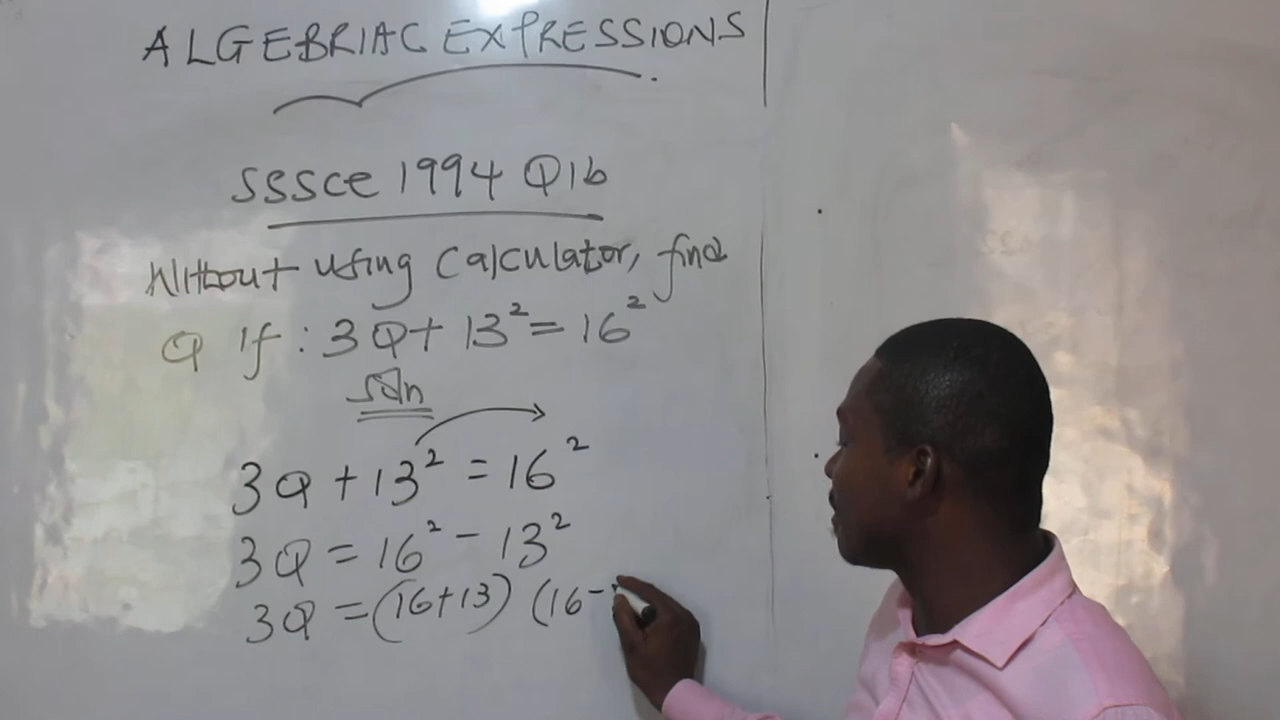 ALGEBRIAC EXPRESSIONS
SSSCE 1994 Q1b
Without using Calculator, find
Q If : 3Q + 13² = 16²
Soln
3Q + 13² = 16²
3Q = 16² - 13²
3Q = (16+13) (16-